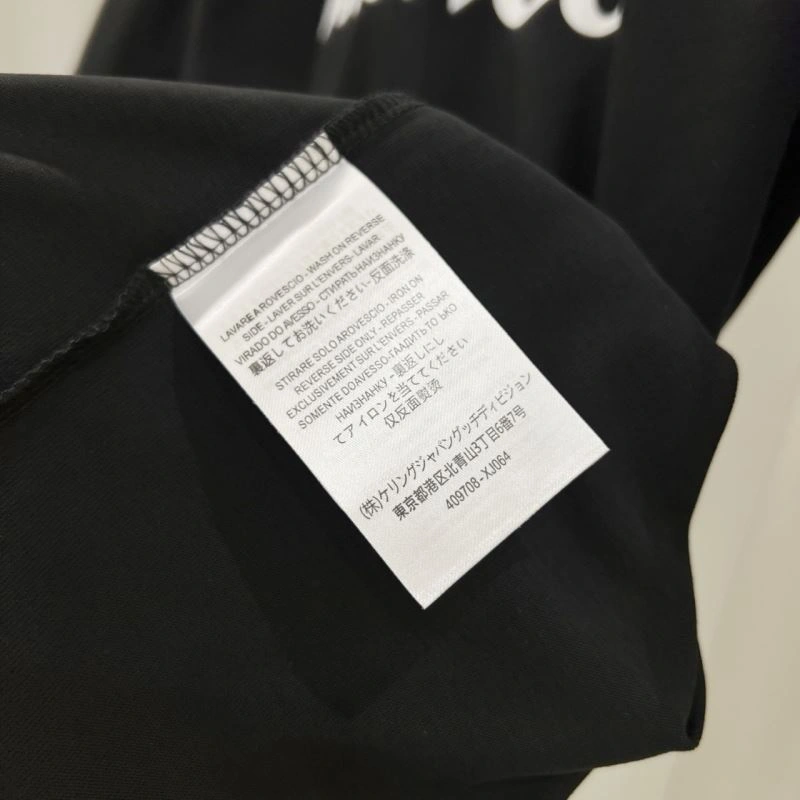 LAVARE A ROVESCIO - WASH ON REVERSE
SIDE - LAVER SUR L'ENVERS- LAVAR
VIRADO DO AVESSO - СТИРАТЬ НАИЗНАНКУ
裏返してお洗いください-反面洗涤
STIRARE SOLO AROVESCIO - IRON ON
REVERSE SIDE ONLY - REPASSER
EXCLUSIVEMENT SUR L'ENVERS - PASSAR
SOMENTE DOAVESSO-ГААДИТЬ ТО ЬКО
НАИЗНАНКУ - 裏返しにし
てアイロンを当ててください
仅反面熨烫
(株)ケリングジャパングッチディビジョン
東京都港区北青山3丁目6番7号
409708-XJ064